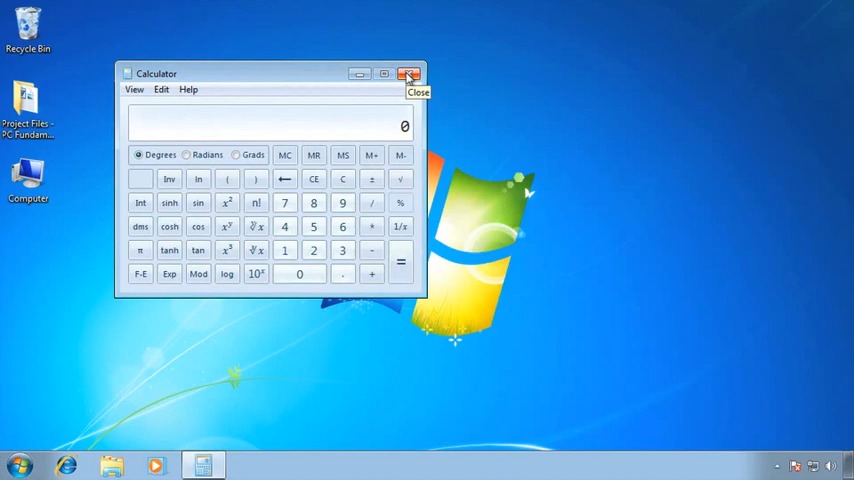 Recycle Bin
Project Files -
PC Fundam...
Computer
Calculator
Close
View Edit Help
0
Degrees Radians Grads MC MR MS M+ M-
Inv ln ( ) ← CE C ± √
Int sinh sin x² n! 7 8 9 / %
dms cosh cos xʸ ʸ√x 4 5 6 * 1/x
π tanh tan x³ ³√x 1 2 3 - =
F-E Exp Mod log 10ˣ 0 . +